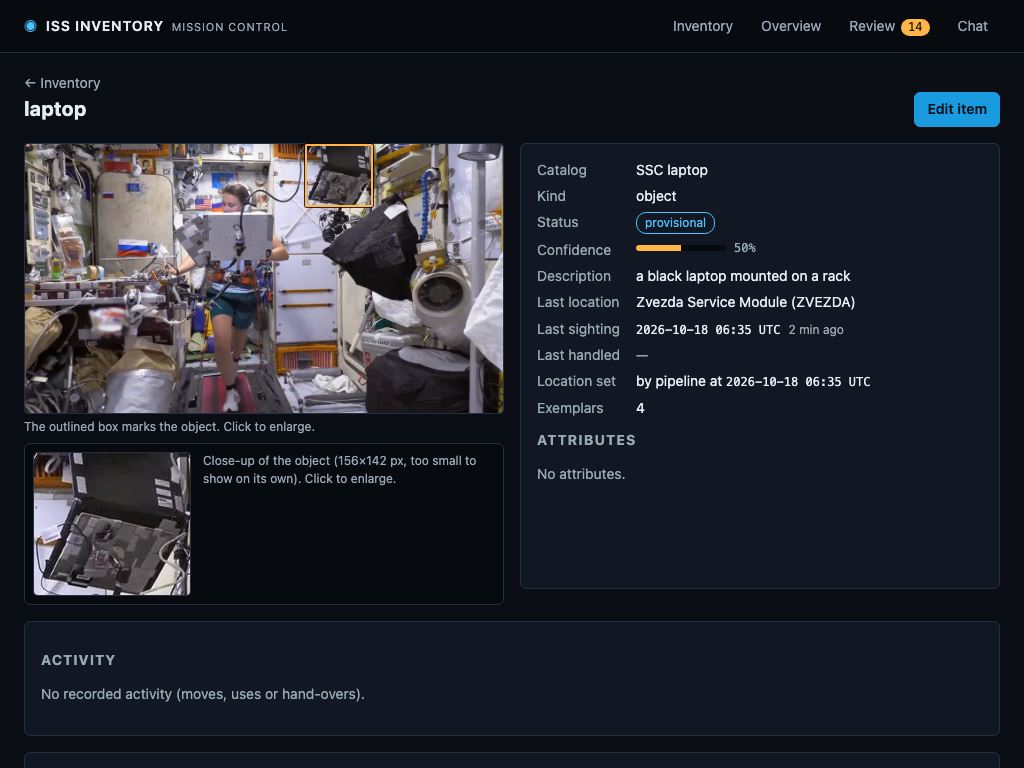 ISS INVENTORY MISSION CONTROL
Inventory Overview Review 14 Chat
← Inventory
laptop
Edit item
The outlined box marks the object. Click to enlarge.
Close-up of the object (156×142 px, too small to
show on its own). Click to enlarge.
Catalog SSC laptop
Kind object
Status provisional
Confidence 50%
Description a black laptop mounted on a rack
Last location Zvezda Service Module (ZVEZDA)
Last sighting 2026-10-18 06:35 UTC 2 min ago
Last handled —
Location set by pipeline at 2026-10-18 06:35 UTC
Exemplars 4
ATTRIBUTES
No attributes.
ACTIVITY
No recorded activity (moves, uses or hand-overs).